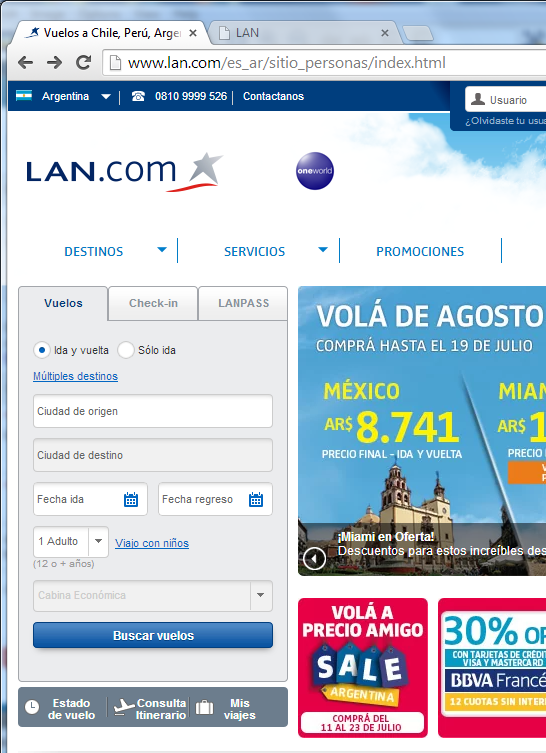 Vuelos a Chile, Perú, Argen
LAN
www.lan.com/es_ar/sitio_personas/index.html
Argentina
0810 9999 526
Contactanos
Usuario
¿Olvidaste tu usua
LAN.com
oneworld
DESTINOS
SERVICIOS
PROMOCIONES
Vuelos
Check-in
LANPASS
Ida y vuelta
Sólo ida
Múltiples destinos
Ciudad de origen
Ciudad de destino
Fecha ida
Fecha regreso
1 Adulto
Viajo con niños
(12 o + años)
Cabina Económica
Buscar vuelos
Estado
de vuelo
Consulta
Itinerario
Mis
viajes
VOLÁ DE AGOSTO
COMPRÁ HASTA EL 19 DE JULIO
MÉXICO
AR$ 8.741
PRECIO FINAL - IDA Y VUELTA
MIAM
AR$ 1
PRECIO F
¡Miami en Oferta!
Descuentos para estos increíbles des
VOLÁ A
PRECIO AMIGO
SALE
ARGENTINA
COMPRÁ DEL
11 AL 23 DE JULIO
30% OF
CON TARJETAS DE CRÉDIT
VISA Y MASTERCARD
BBVA Francés
12 CUOTAS SIN INTER